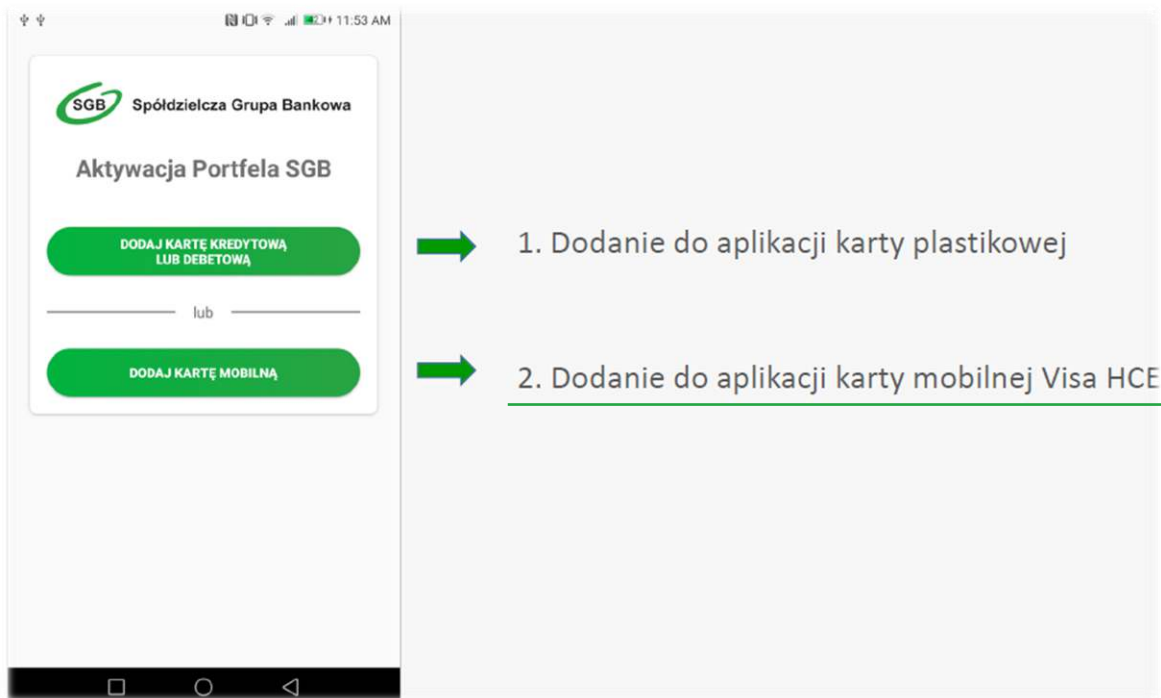 11:53 AM
SGB Spółdzielcza Grupa Bankowa
Aktywacja Portfela SGB
DODAJ KARTĘ KREDYTOWĄ
LUB DEBETOWĄ
1. Dodanie do aplikacji karty plastikowej
lub
DODAJ KARTĘ MOBILNĄ
2. Dodanie do aplikacji karty mobilnej Visa HCE